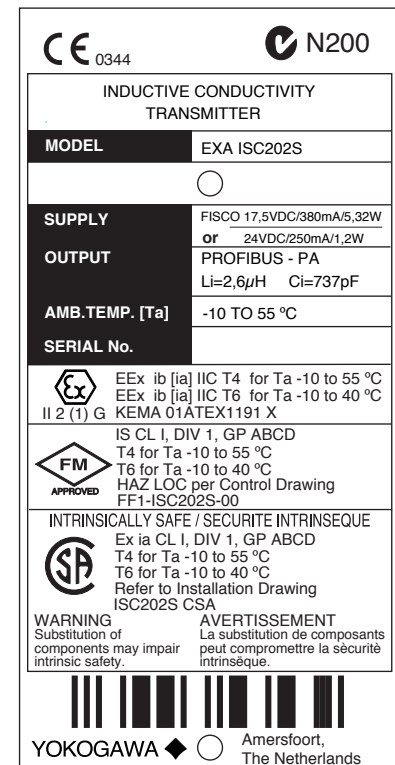 CE 0344 N200
INDUCTIVE CONDUCTIVITY
TRANSMITTER
MODEL EXA ISC202S
SUPPLY FISCO 17,5VDC/380mA/5,32W
or 24VDC/250mA/1,2W
OUTPUT PROFIBUS - PA
Li=2,6µH Ci=737pF
AMB.TEMP. [Ta] -10 TO 55 ºC
SERIAL No.
Ex EEx ib [ia] IIC T4 for Ta -10 to 55 ºC
EEx ib [ia] IIC T6 for Ta -10 to 40 ºC
II 2 (1) G KEMA 01ATEX1191 X
IS CL I, DIV 1, GP ABCD
T4 for Ta -10 to 55 ºC
FM T6 for Ta -10 to 40 ºC
APPROVED HAZ LOC per Control Drawing
FF1-ISC202S-00
INTRINSICALLY SAFE / SECURITE INTRINSEQUE
Ex ia CL I, DIV 1, GP ABCD
SA T4 for Ta -10 to 55 ºC
T6 for Ta -10 to 40 ºC
Refer to Installation Drawing
ISC202S CSA
WARNING
Substitution of
components may impair
intrinsic safety.
AVERTISSEMENT
La substitution de composants
peut compromettre la sècuritè
intrinsëque.
YOKOGAWA
Amersfoort,
The Netherlands